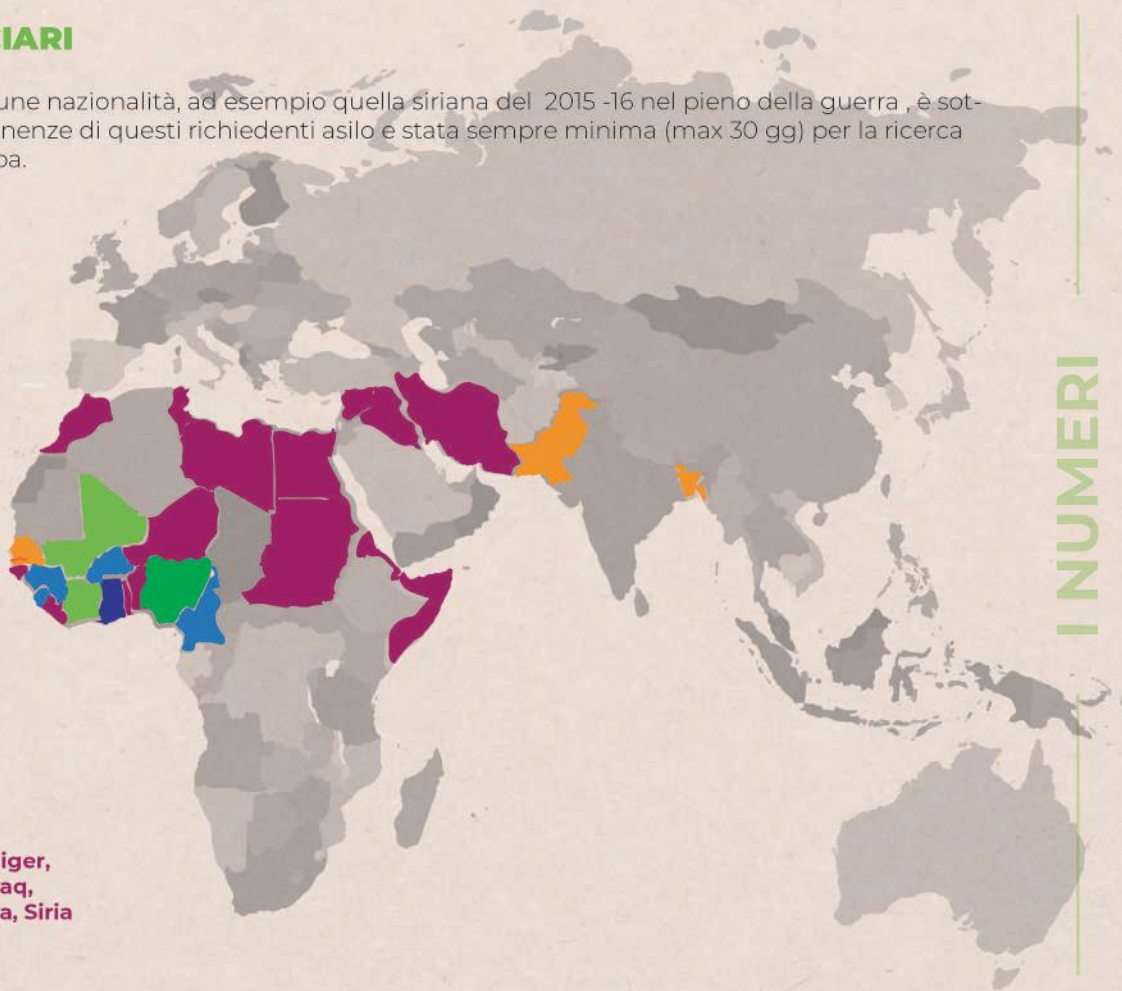 CIARI
une nazionalità, ad esempio quella siriana del 2015 -16 nel pieno della guerra , è sot-
nenze di questi richiedenti asilo e stata sempre minima (max 30 gg) per la ricerca
pa.
I NUMERI
iger,
aq,
a, Siria